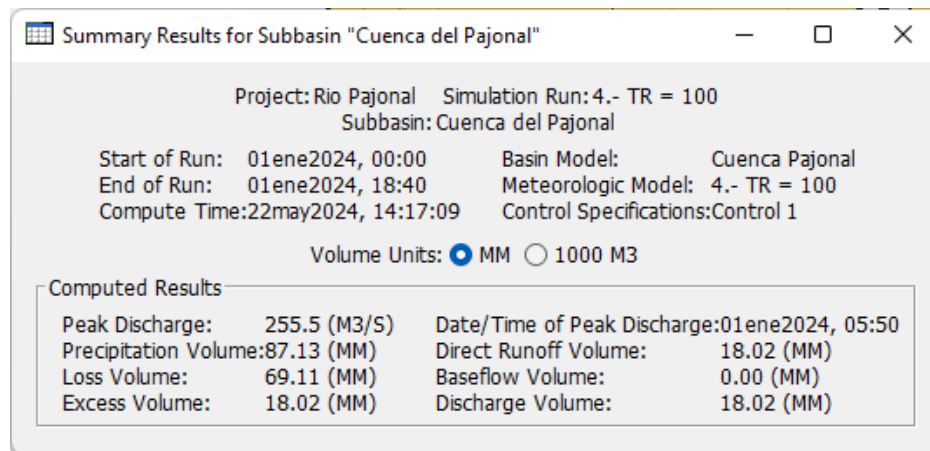 Summary Results for Subbasin "Cuenca del Pajonal"
Project: Rio Pajonal Simulation Run: 4.- TR = 100
Subbasin: Cuenca del Pajonal
Start of Run: 01ene2024, 00:00 Basin Model: Cuenca Pajonal
End of Run: 01ene2024, 18:40 Meteorologic Model: 4.- TR = 100
Compute Time:22may2024, 14:17:09 Control Specifications:Control 1
Volume Units: MM 1000 M3
Computed Results
Peak Discharge: 255.5 (M3/S) Date/Time of Peak Discharge:01ene2024, 05:50
Precipitation Volume:87.13 (MM) Direct Runoff Volume: 18.02 (MM)
Loss Volume: 69.11 (MM) Baseflow Volume: 0.00 (MM)
Excess Volume: 18.02 (MM) Discharge Volume: 18.02 (MM)